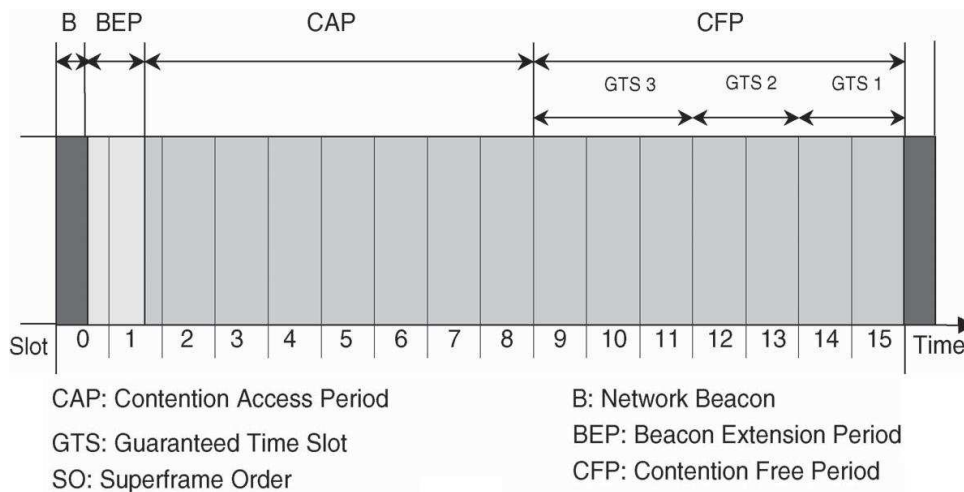 B BEP CAP CFP
GTS 3 GTS 2 GTS 1
Slot 0 1 2 3 4 5 6 7 8 9 10 11 12 13 14 15 Time
CAP: Contention Access Period
GTS: Guaranteed Time Slot
SO: Superframe Order
B: Network Beacon
BEP: Beacon Extension Period
CFP: Contention Free Period